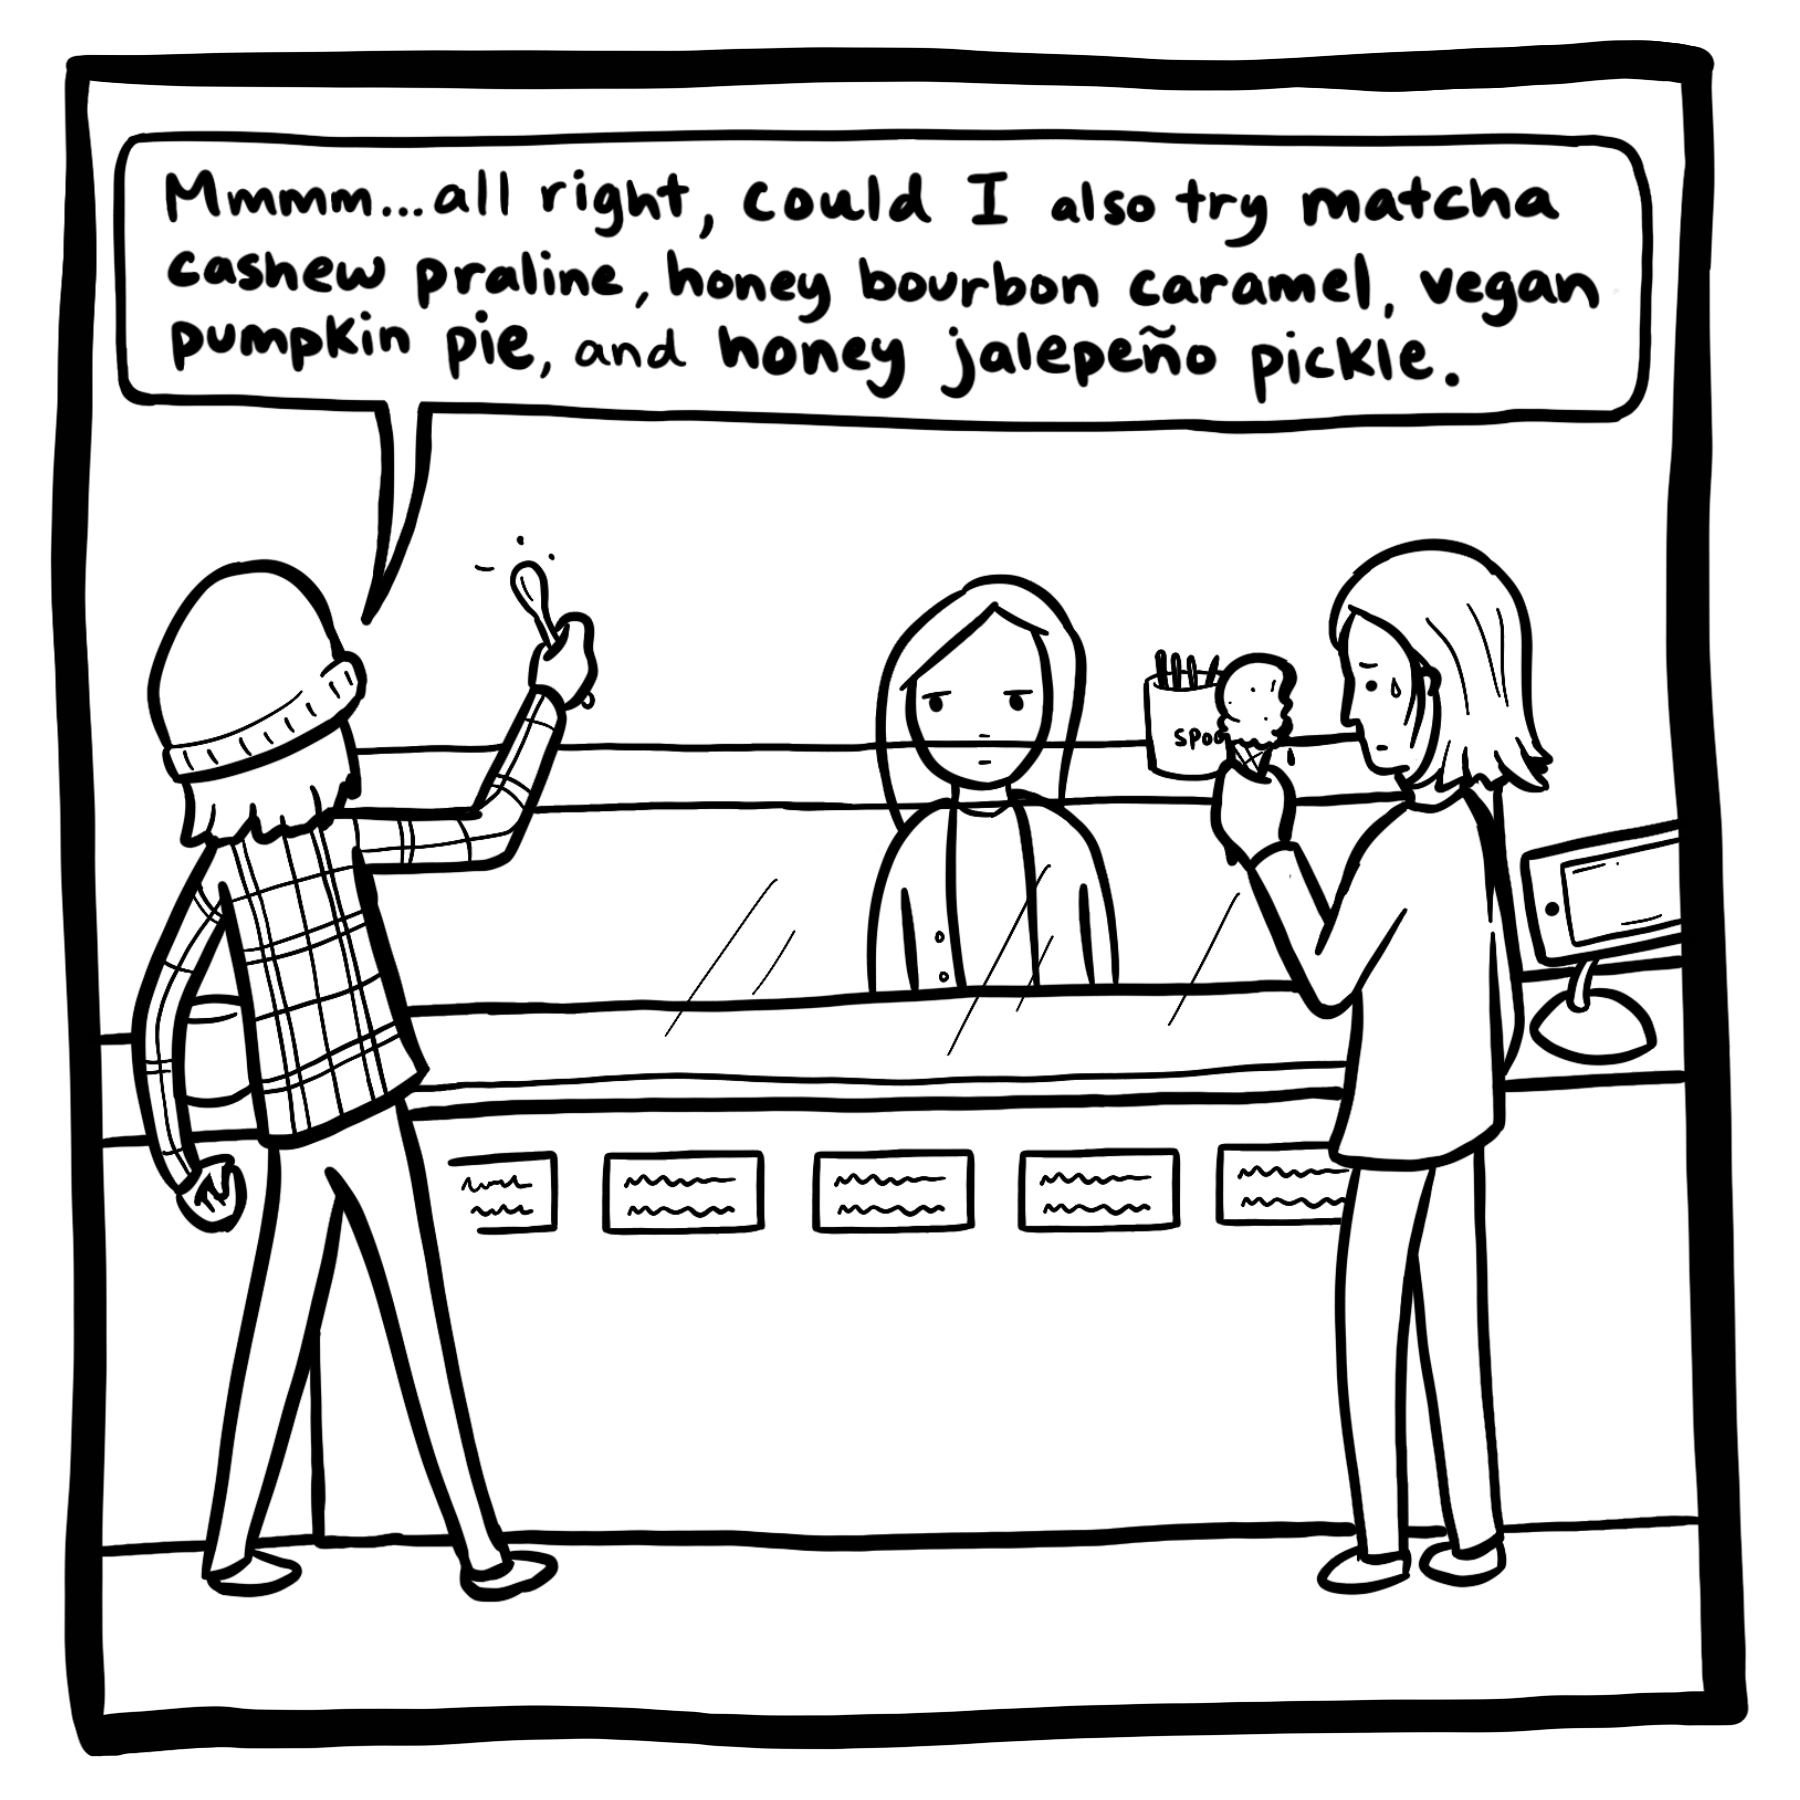 Mmmm...all right, could I also try matcha
cashew praline, honey bourbon caramel, vegan
pumpkin pie, and honey jalepeño pickle.
spoo